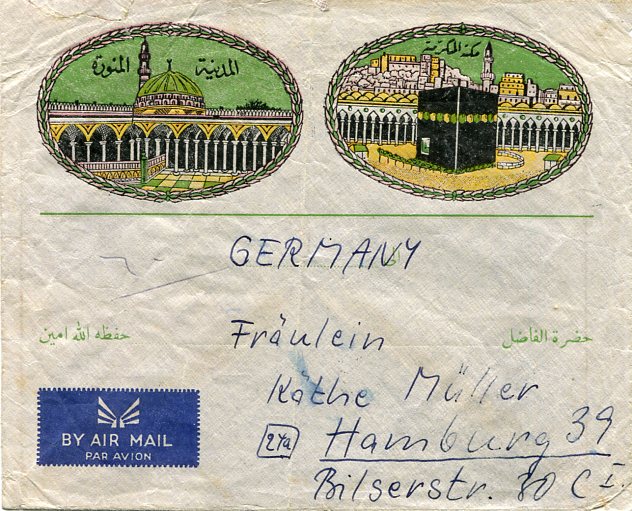 المدينة المنورة
مكة المكرمة
GERMANY
حفظه الله امين
حضرة الفاضل
Fräulein
Käthe Müller
24a Hamburg 39
Bilserstr. 80 C I.
BY AIR MAIL
PAR AVION